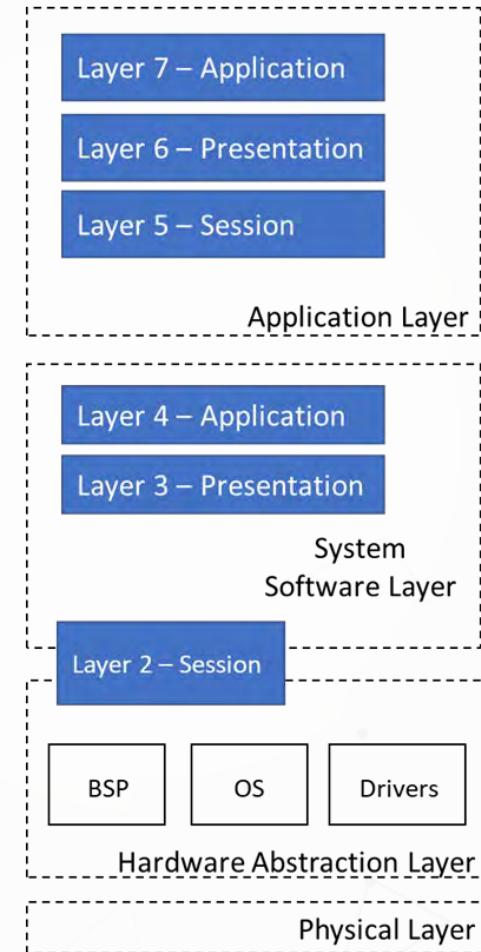 Layer 7 – Application
Layer 6 – Presentation
Layer 5 – Session
Application Layer
Layer 4 – Application
Layer 3 – Presentation
System
Software Layer
Layer 2 – Session
BSP
OS
Drivers
Hardware Abstraction Layer
Physical Layer